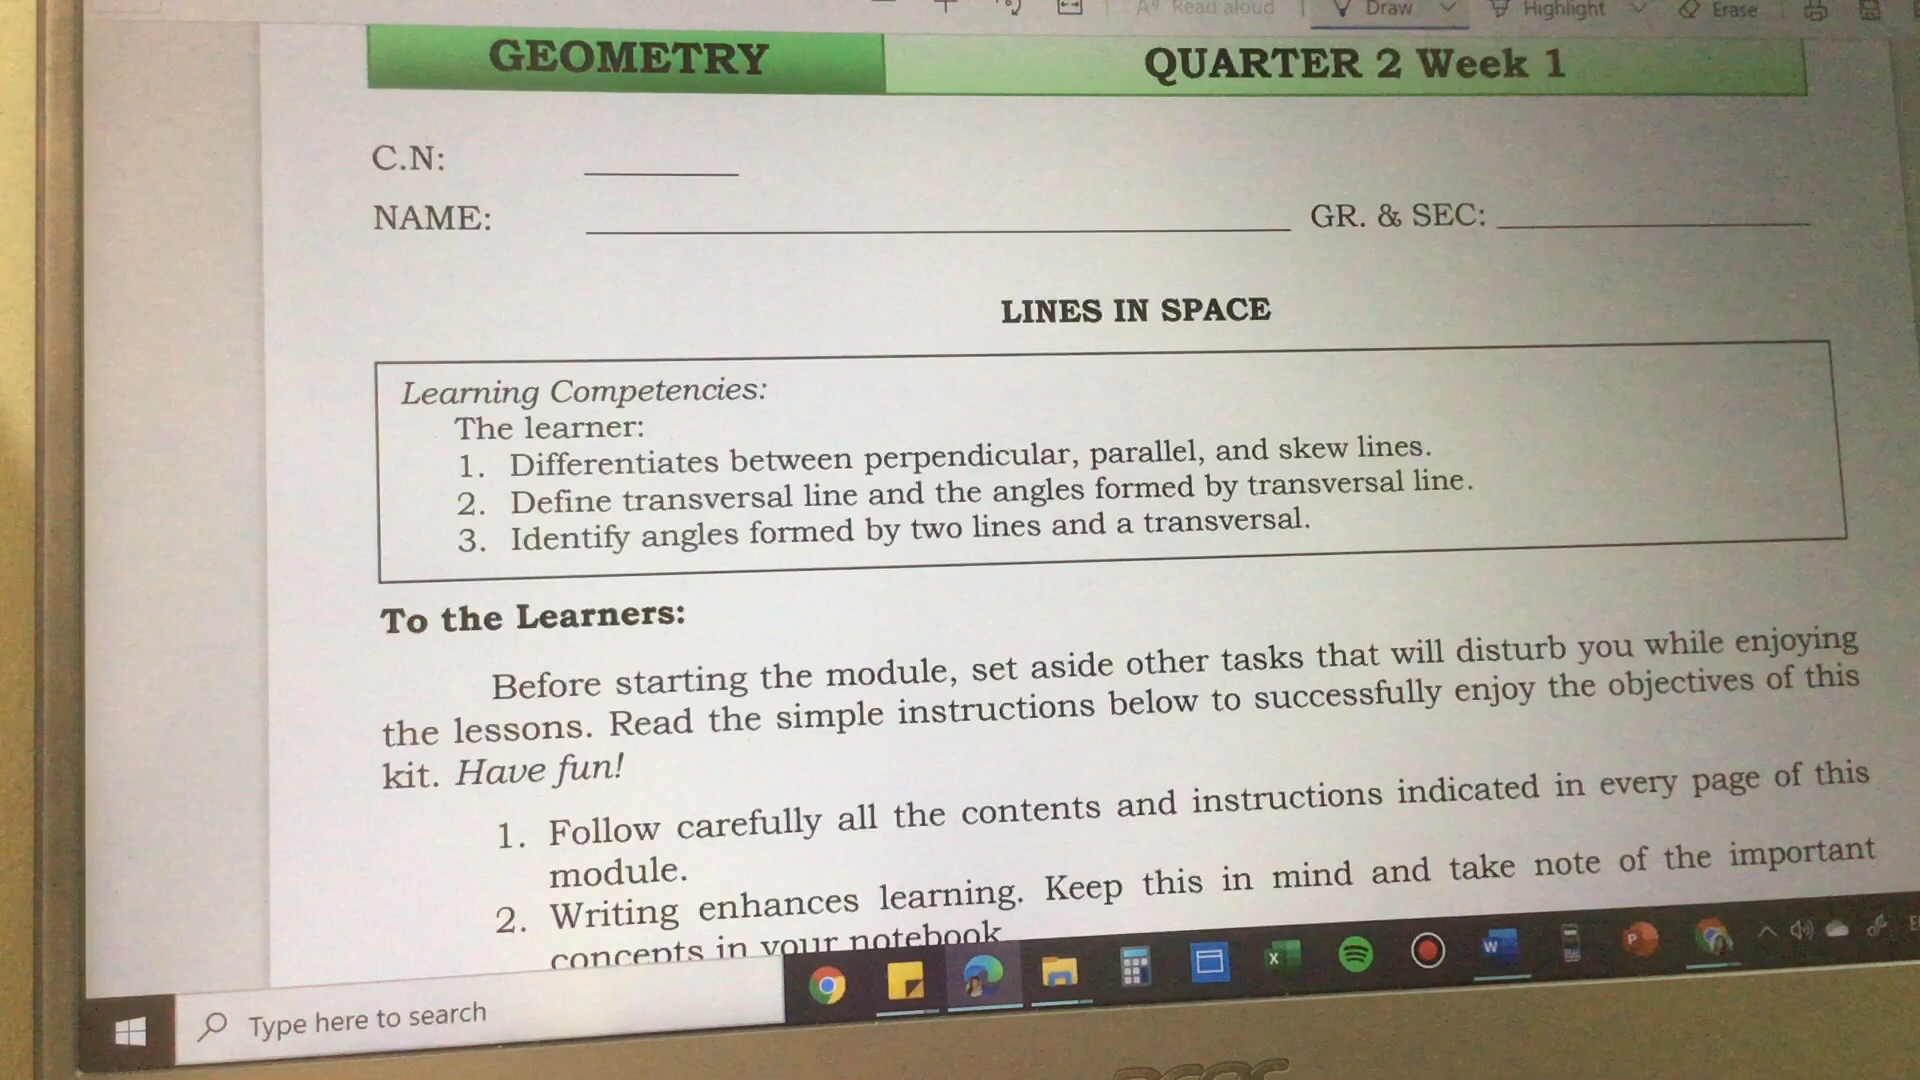 Read aloud
Draw
Highlight
Erase
GEOMETRY
QUARTER 2 Week 1
C.N:
NAME:
GR. & SEC:
LINES IN SPACE
Learning Competencies:
The learner:
1. Differentiates between perpendicular, parallel, and skew lines.
2. Define transversal line and the angles formed by transversal line.
3. Identify angles formed by two lines and a transversal.
To the Learners:
Before starting the module, set aside other tasks that will disturb you while enjoying
the lessons. Read the simple instructions below to successfully enjoy the objectives of this
kit. Have fun!
1. Follow carefully all the contents and instructions indicated in every page of this
module.
2. Writing enhances learning. Keep this in mind and take note of the important
concepts in your notebook
Type here to search